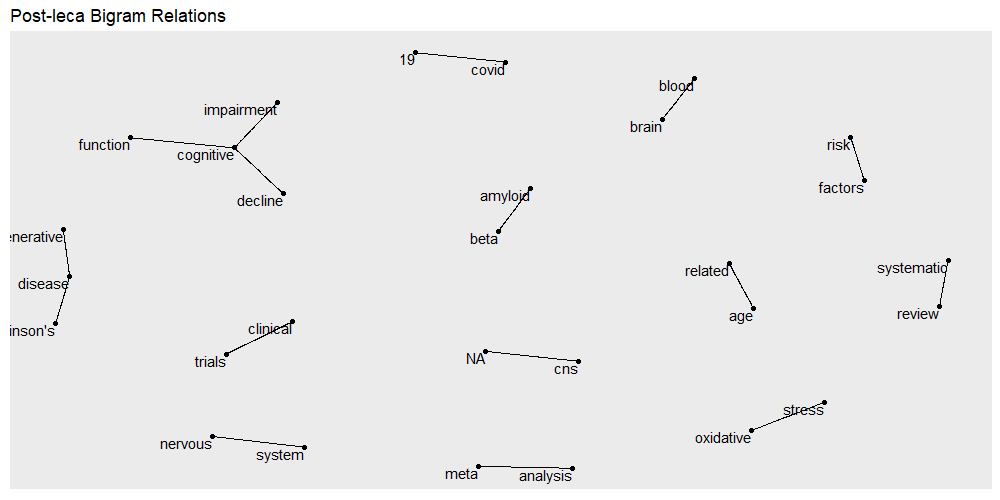 Post-leca Bigram Relations
19
covid
blood
impairment
brain
function
risk
cognitive
factors
decline
amyloid
enerative
beta
related
systematic
disease
age
review
clinical
inson's
trials
NA
cns
stress
nervous
oxidative
system
meta
analysis